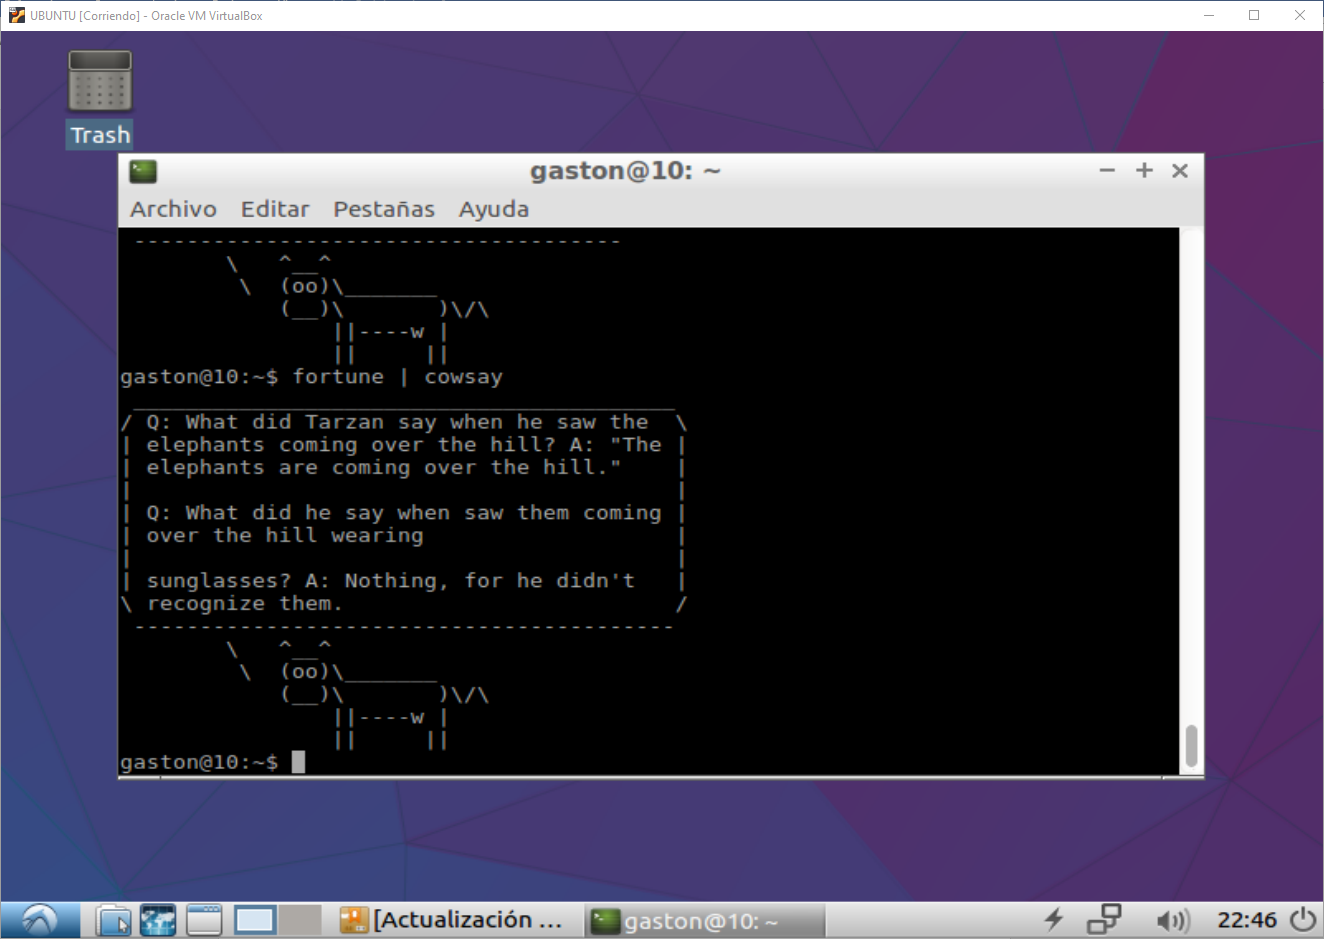 UBUNTU [Corriendo] - Oracle VM VirtualBox
Trash
gaston@10: ~
Archivo Editar Pestañas Ayuda
 -------------------------------------
        \   ^__^
         \  (oo)\_______
            (__)\       )\/\
                ||----w |
                ||     ||
gaston@10:~$ fortune | cowsay
 _________________________________________
/ Q: What did Tarzan say when he saw the  \
| elephants coming over the hill? A: "The |
| elephants are coming over the hill."    |
|                                         |
| Q: What did he say when saw them coming |
| over the hill wearing                   |
|                                         |
| sunglasses? A: Nothing, for he didn't   |
\ recognize them.                         /
 -----------------------------------------
        \   ^__^
         \  (oo)\_______
            (__)\       )\/\
                ||----w |
                ||     ||
gaston@10:~$
[Actualización ... gaston@10: ~ 22:46